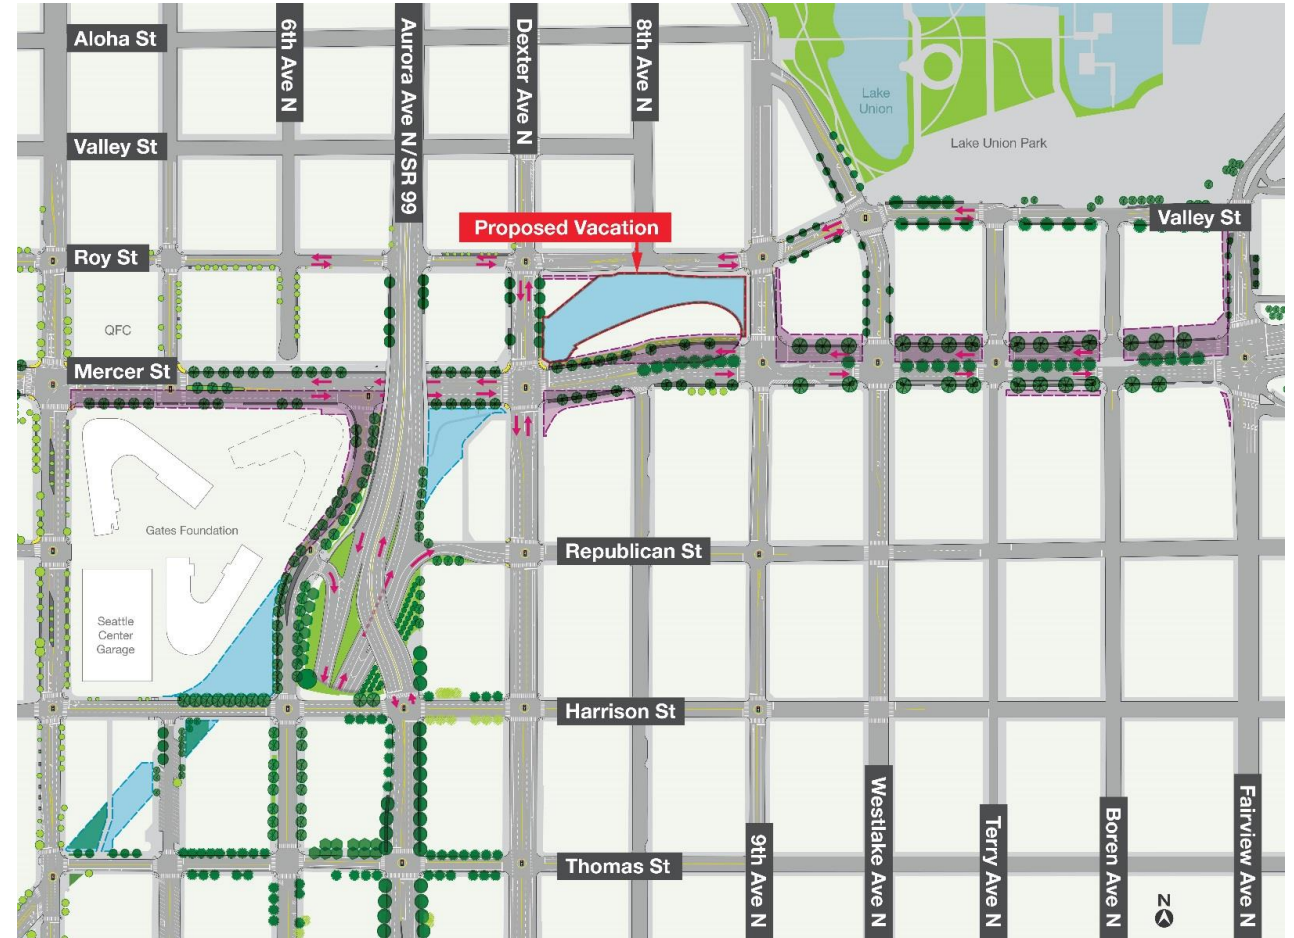 Aloha St
6th Ave N
Aurora Ave N/SR 99
Dexter Ave N
8th Ave N
Lake
Union
Lake Union Park
Valley St
Valley St
Proposed Vacation
Roy St
QFC
Mercer St
Gates Foundation
Republican St
Seattle
Center
Garage
Harrison St
Thomas St
9th Ave N
Westlake Ave N
Terry Ave N
Boren Ave N
Fairview Ave N
N